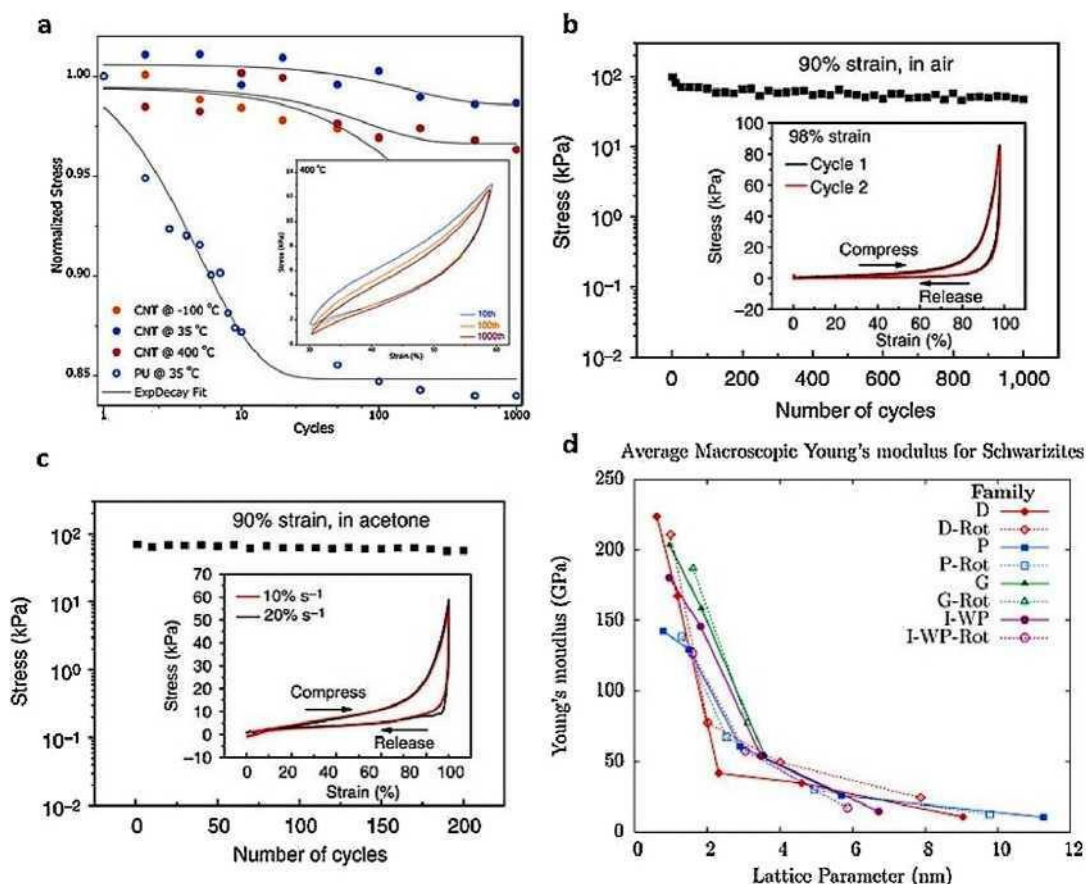 a
1.00
0.95
0.90
0.85
Normalized Stress
CNT @ -100 °C
CNT @ 35 °C
CNT @ 400 °C
PU @ 35 °C
ExpDecay Fit
1
10
100
1000
Cycles
400 °C
Stress (kPa)
10th
100th
1000th
30
40
50
60
Strain (%)
b
90% strain, in air
10²
10¹
10⁰
10⁻¹
10⁻²
Stress (kPa)
0
200
400
600
800
1,000
Number of cycles
98% strain
Cycle 1
Cycle 2
Compress
Release
100
80
60
40
20
0
Stress (kPa)
0 20 40 60 80 100
Strain (%)
c
90% strain, in acetone
10²
10¹
10⁰
10⁻¹
10⁻²
Stress (kPa)
0
50
100
150
200
Number of cycles
10% s⁻¹
20% s⁻¹
Compress
Release
70
60
50
40
30
20
10
0
−10
Stress (kPa)
0 20 40 60 80 100
Strain (%)
d
Average Macroscopic Young's modulus for Schwarzites
250
200
150
100
50
0
Young's moudlus (GPa)
Family
D
D-Rot
P
P-Rot
G
G-Rot
I-WP
I-WP-Rot
0 2 4 6 8 10 12
Lattice Parameter (nm)